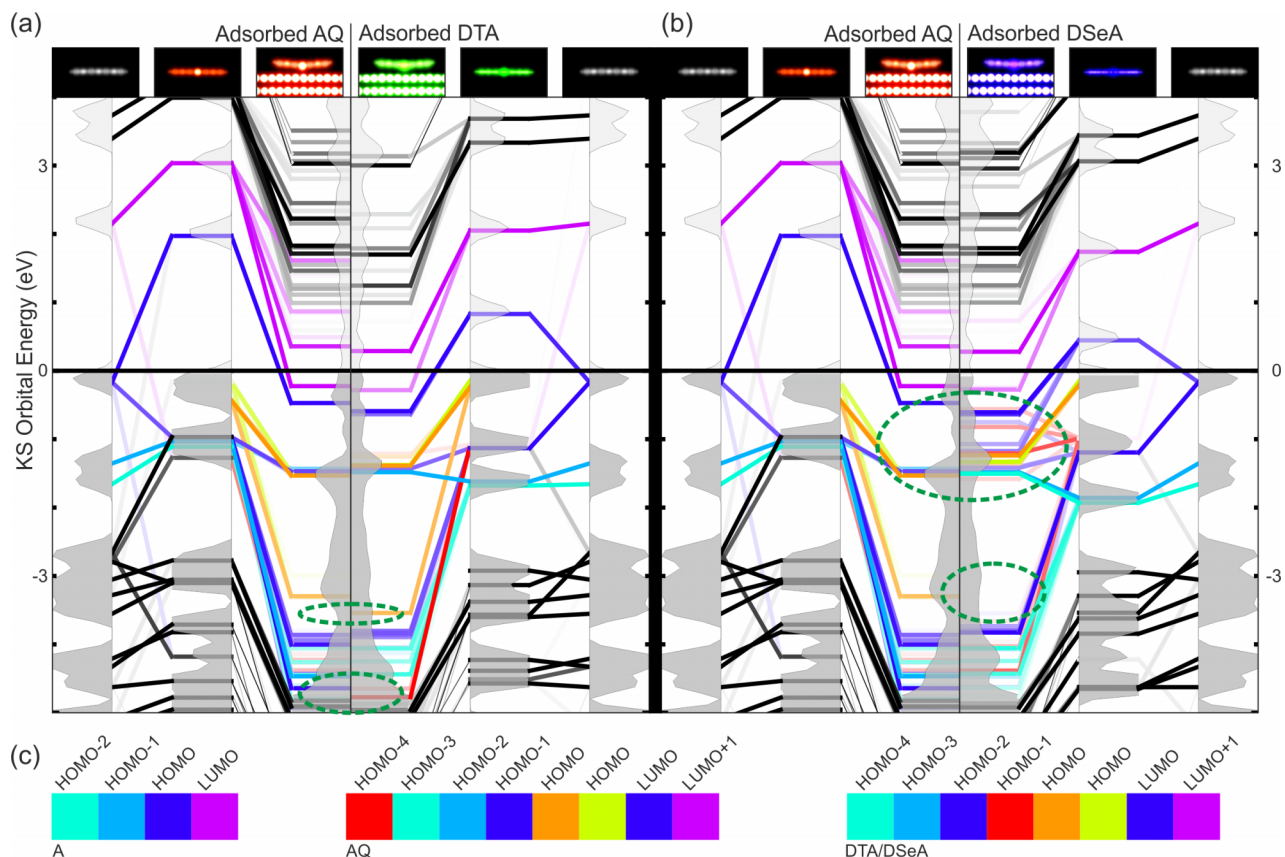 (a)
Adsorbed AQ
Adsorbed DTA
(b)
Adsorbed AQ
Adsorbed DSeA
KS Orbital Energy (eV)
3
0
-3
3
0
-3
(c)
HOMO-2
HOMO-1
HOMO
LUMO
A
HOMO-4
HOMO-3
HOMO-2
HOMO-1
HOMO
HOMO
LUMO
LUMO+1
AQ
HOMO-4
HOMO-3
HOMO-2
HOMO-1
HOMO
HOMO
LUMO
LUMO+1
DTA/DSeA